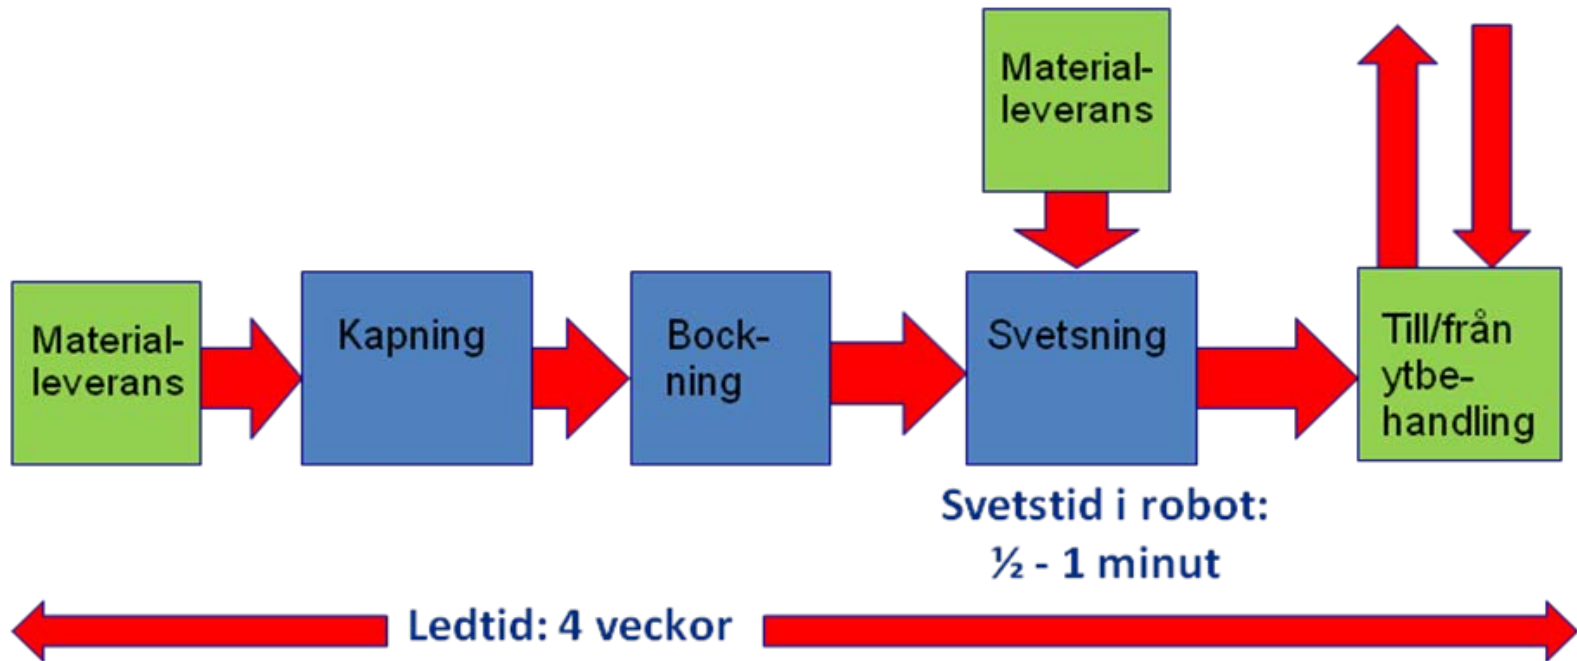 Material-
leverans
Material-
leverans
Kapning
Bock-
ning
Svetsning
Till/från
ytbe-
handling
Svetstid i robot:
½ - 1 minut
Ledtid: 4 veckor